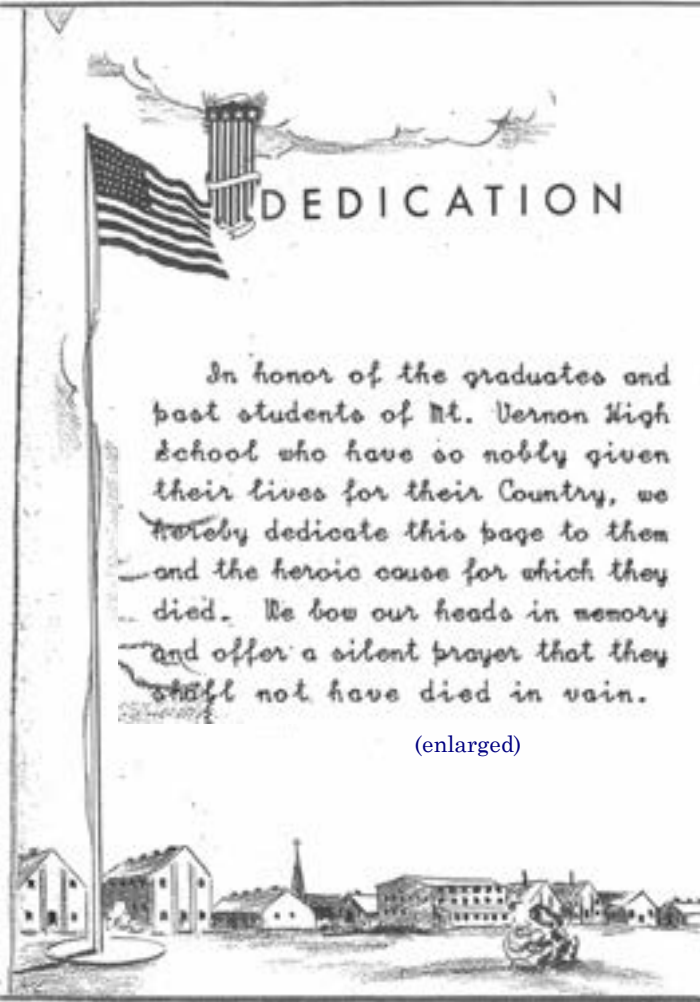 DEDICATION
In honor of the graduates and
past students of Mt. Vernon High
School who have so nobly given
their lives for their Country, we
hereby dedicate this page to them
and the heroic cause for which they
died. We bow our heads in memory
and offer a silent prayer that they
shall not have died in vain.
(enlarged)